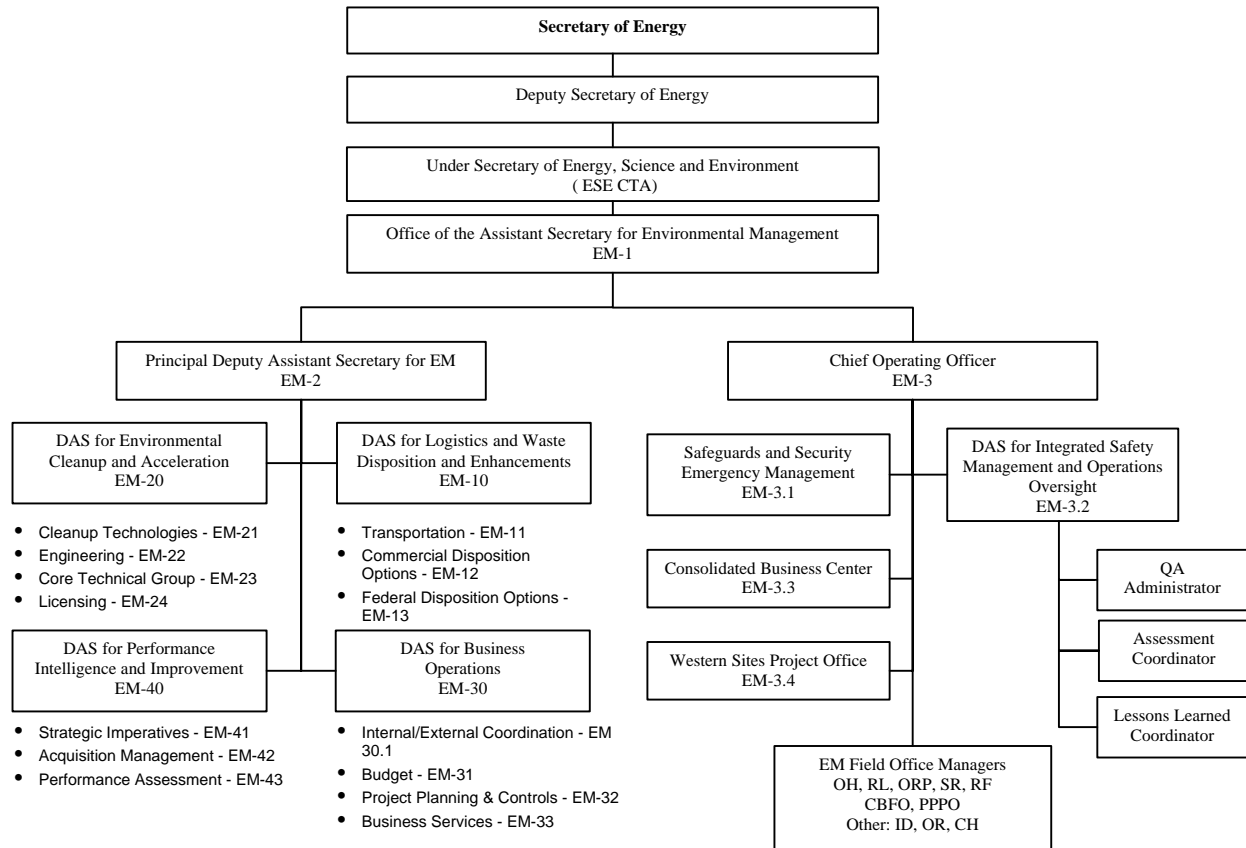 Secretary of Energy
Deputy Secretary of Energy
Under Secretary of Energy, Science and Environment
( ESE CTA)
Office of the Assistant Secretary for Environmental Management
EM-1
Principal Deputy Assistant Secretary for EM
EM-2
Chief Operating Officer
EM-3
DAS for Environmental
Cleanup and Acceleration
EM-20
• Cleanup Technologies - EM-21
• Engineering - EM-22
• Core Technical Group - EM-23
• Licensing - EM-24
DAS for Logistics and Waste
Disposition and Enhancements
EM-10
• Transportation - EM-11
• Commercial Disposition
Options - EM-12
• Federal Disposition Options -
EM-13
DAS for Performance
Intelligence and Improvement
EM-40
• Strategic Imperatives - EM-41
• Acquisition Management - EM-42
• Performance Assessment - EM-43
DAS for Business
Operations
EM-30
• Internal/External Coordination - EM
30.1
• Budget - EM-31
• Project Planning & Controls - EM-32
• Business Services - EM-33
Safeguards and Security
Emergency Management
EM-3.1
DAS for Integrated Safety
Management and Operations
Oversight
EM-3.2
Consolidated Business Center
EM-3.3
Western Sites Project Office
EM-3.4
QA
Administrator
Assessment
Coordinator
Lessons Learned
Coordinator
EM Field Office Managers
OH, RL, ORP, SR, RF
CBFO, PPPO
Other: ID, OR, CH